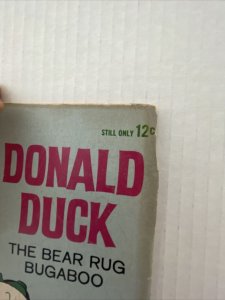 STILL ONLY 12¢
DONALD
DUCK
THE BEAR RUG
BUGABOO